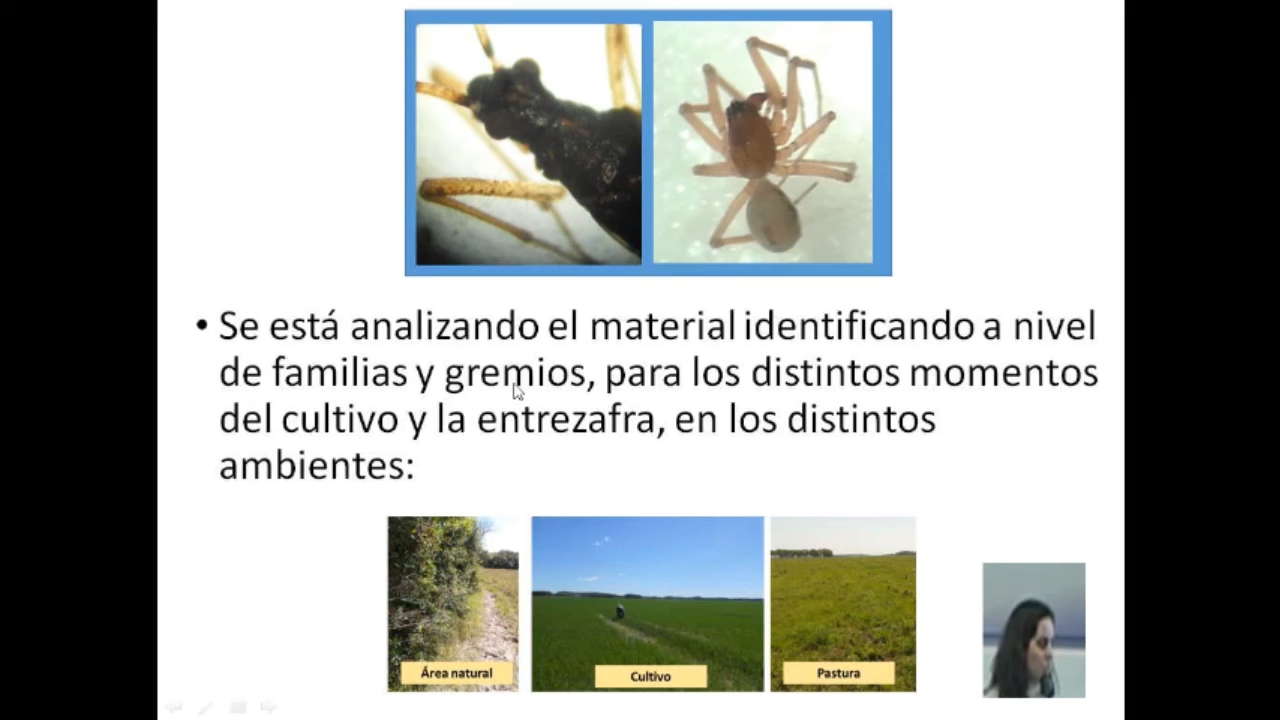 • Se está analizando el material identificando a nivel
de familias y gremios, para los distintos momentos
del cultivo y la entrezafra, en los distintos
ambientes:
Área natural
Cultivo
Pastura